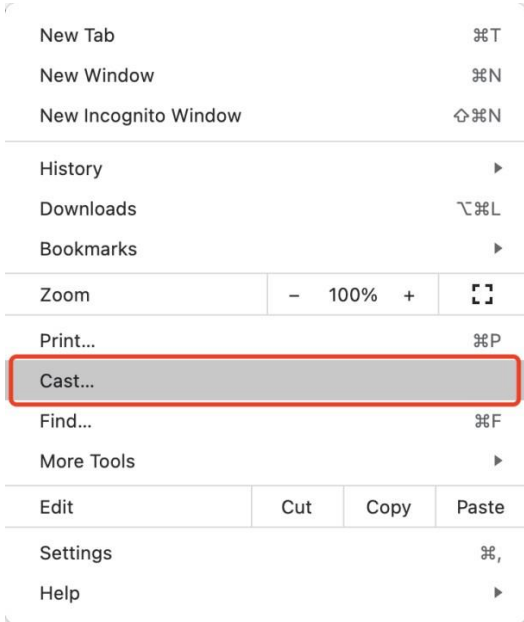 New Tab ⌘T
New Window ⌘N
New Incognito Window ⇧⌘N
History
Downloads ⌥⌘L
Bookmarks
Zoom − 100% +
Print... ⌘P
Cast...
Find... ⌘F
More Tools
Edit Cut Copy Paste
Settings ⌘,
Help